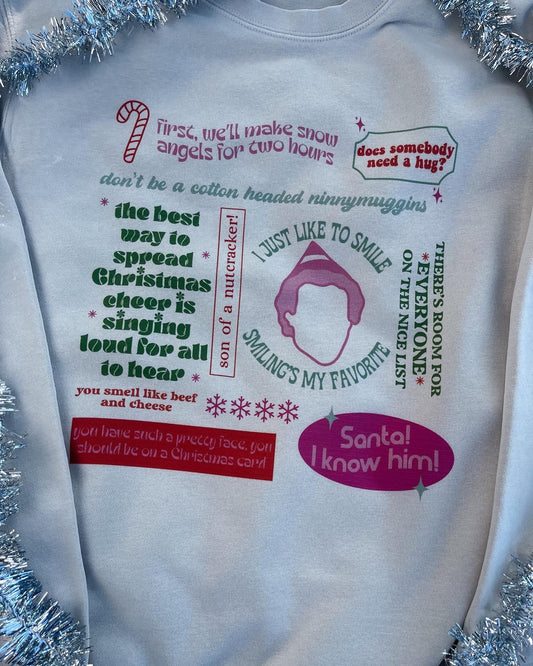 first, we'll make snow
angels for two hours
does somebody
need a hug?
don't be a cotton headed ninnymuggins
the best
way to
spread
Christmas
cheer is
singing
loud for all
to hear
son of a nutcracker!
I JUST LIKE TO SMILE
SMILING'S MY FAVORITE
THERE'S ROOM FOR
*EVERYONE*
ON THE NICE LIST
you smell like beef
and cheese
you have such a pretty face, you
should be on a Christmas card
Santa!
I know him!